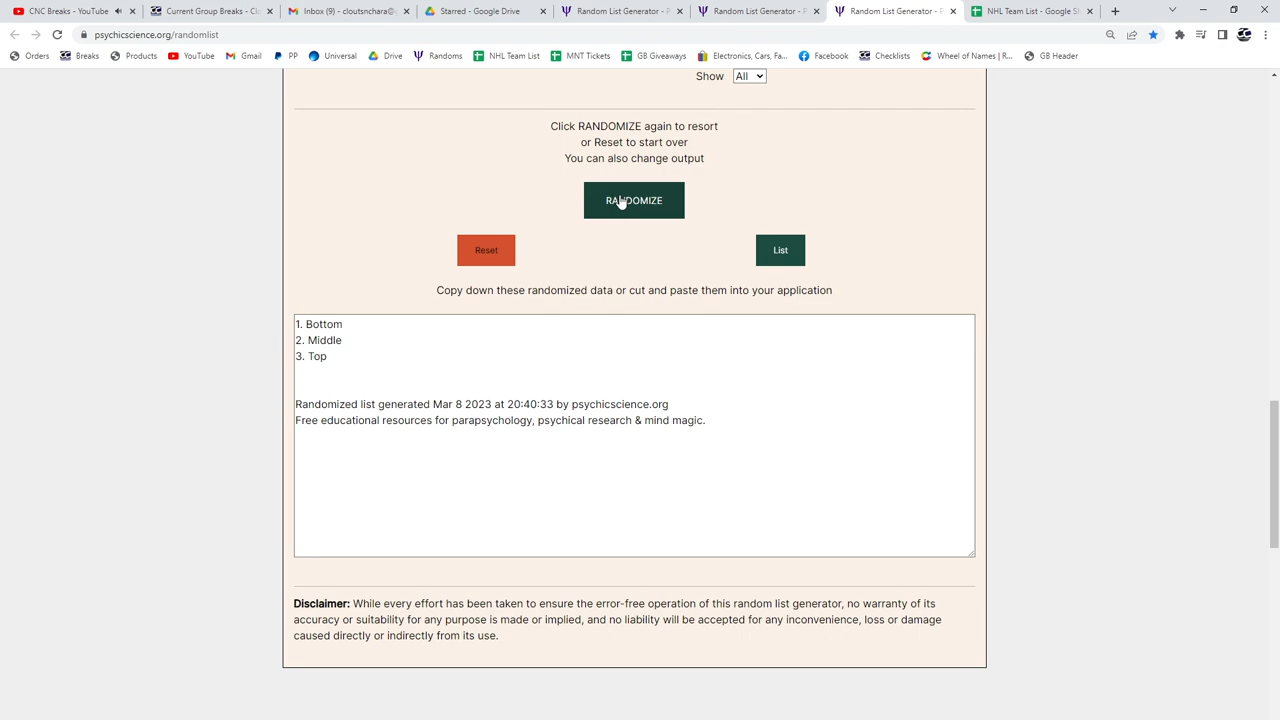 CNC Breaks - YouTube
Current Group Breaks - Clo
Inbox (9) - cloutsnchara@g
Starred - Google Drive
Random List Generator - P
Random List Generator - P
Random List Generator - P
NHL Team List - Google Sh
psychicscience.org/randomlist
Orders
Breaks
Products
YouTube
Gmail
PP
Universal
Drive
Randoms
NHL Team List
MNT Tickets
GB Giveaways
Electronics, Cars, Fa...
Facebook
Checklists
Wheel of Names | R...
GB Header
Show All
Click RANDOMIZE again to resort
or Reset to start over
You can also change output
RANDOMIZE
Reset
List
Copy down these randomized data or cut and paste them into your application
1. Bottom
2. Middle
3. Top
Randomized list generated Mar 8 2023 at 20:40:33 by psychicscience.org
Free educational resources for parapsychology, psychical research & mind magic.
Disclaimer: While every effort has been taken to ensure the error-free operation of this random list generator, no warranty of its
accuracy or suitability for any purpose is made or implied, and no liability will be accepted for any inconvenience, loss or damage
caused directly or indirectly from its use.